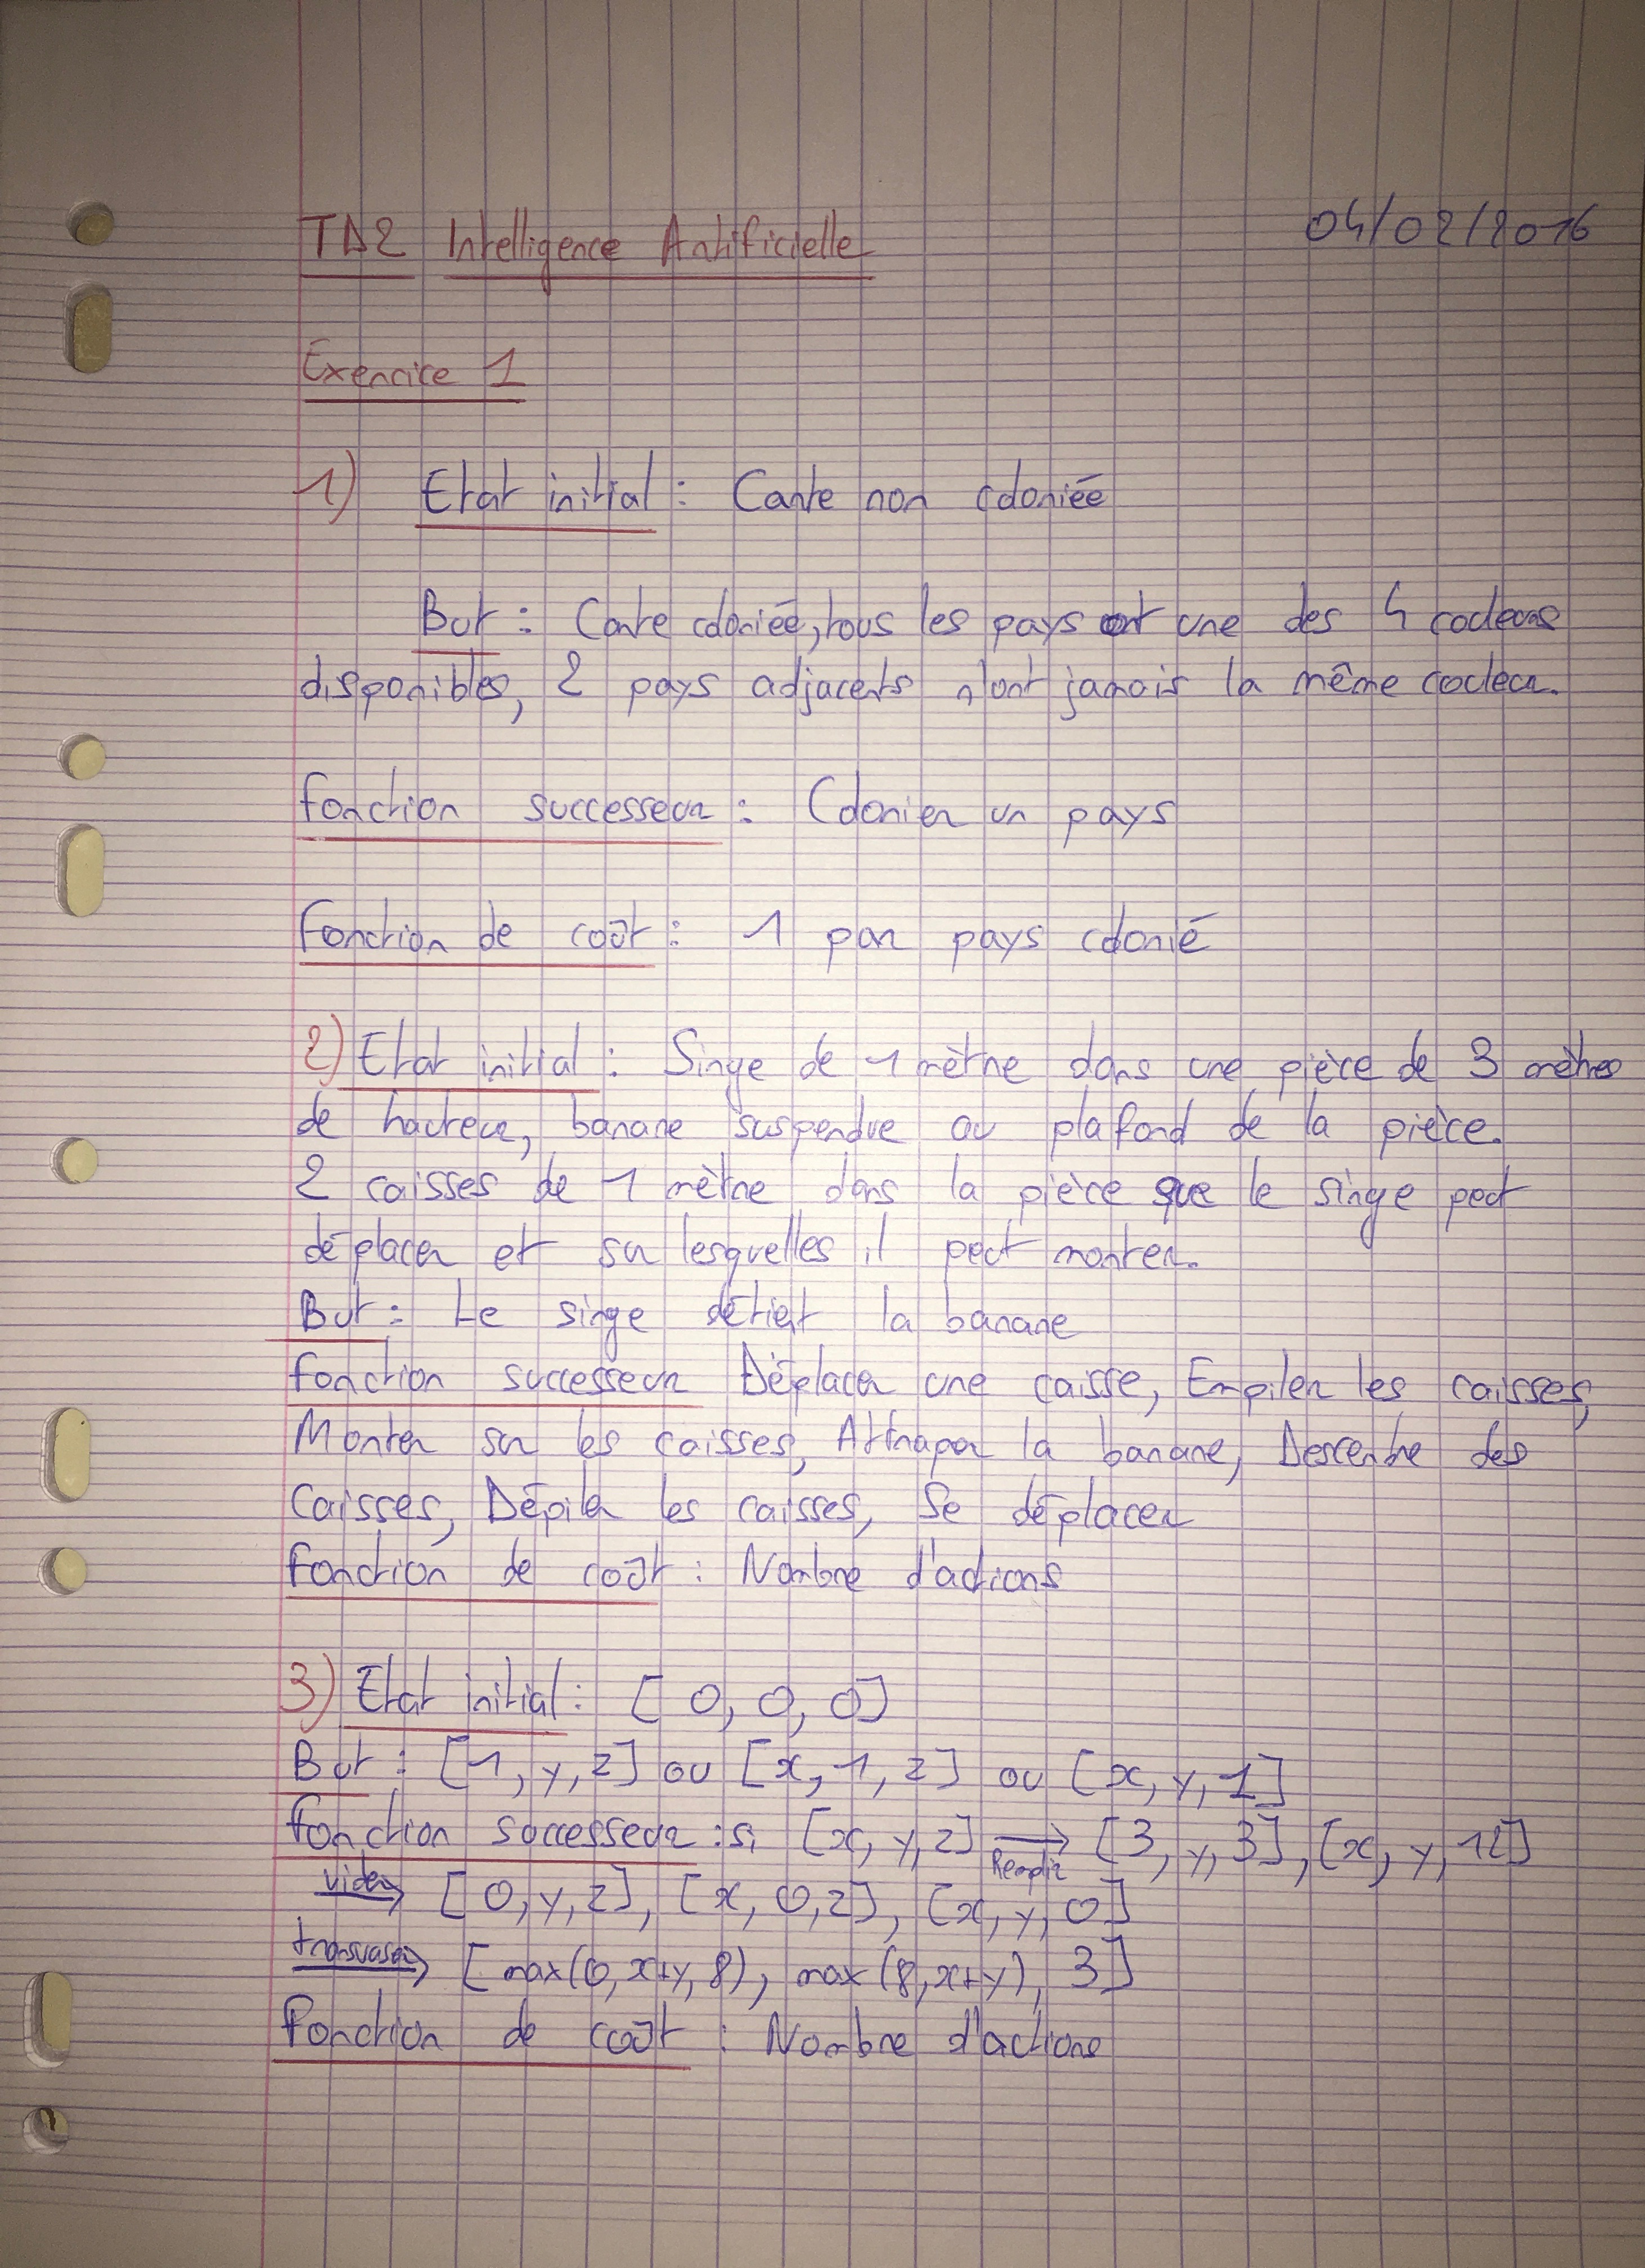 TD2 Intelligence Artificielle 04/02/2016
Exercice 1
1) Etat initial : Carte non coloriée
But : Carte coloriée, tous les pays ont une des 4 couleurs
disponibles, 2 pays adjacents n'ont jamais la même couleur.
Fonction successeur : Colorier un pays
Fonction de coût : 1 par pays colorié
2) Etat initial : Singe de 1 mètre dans une pièce de 3 mètres
de hauteur, banane suspendue au plafond de la pièce.
2 caisses de 1 mètre dans la pièce que le singe peut
déplacer et sur lesquelles il peut monter.
But : Le singe détient la banane
Fonction successeur Déplacer une caisse, Empiler les caisses,
Monter sur les caisses, Attraper la banane, Descendre des
Caisses, Dépiler les caisses, Se déplacer
Fonction de coût : Nombre d'actions
3) Etat initial : [0, 0, 0]
But : [1, y, z] ou [x, 1, z] ou [x, y, 1]
Fonction successeur : si [x, y, z] → Remplir [3, y, 3], [x, y, 12]
vider → [0, y, z], [x, 0, z], [x, y, 0]
transvaser → [max(0, x+y, 8), max(8, x+y), 3]
Fonction de coût : Nombre d'actions